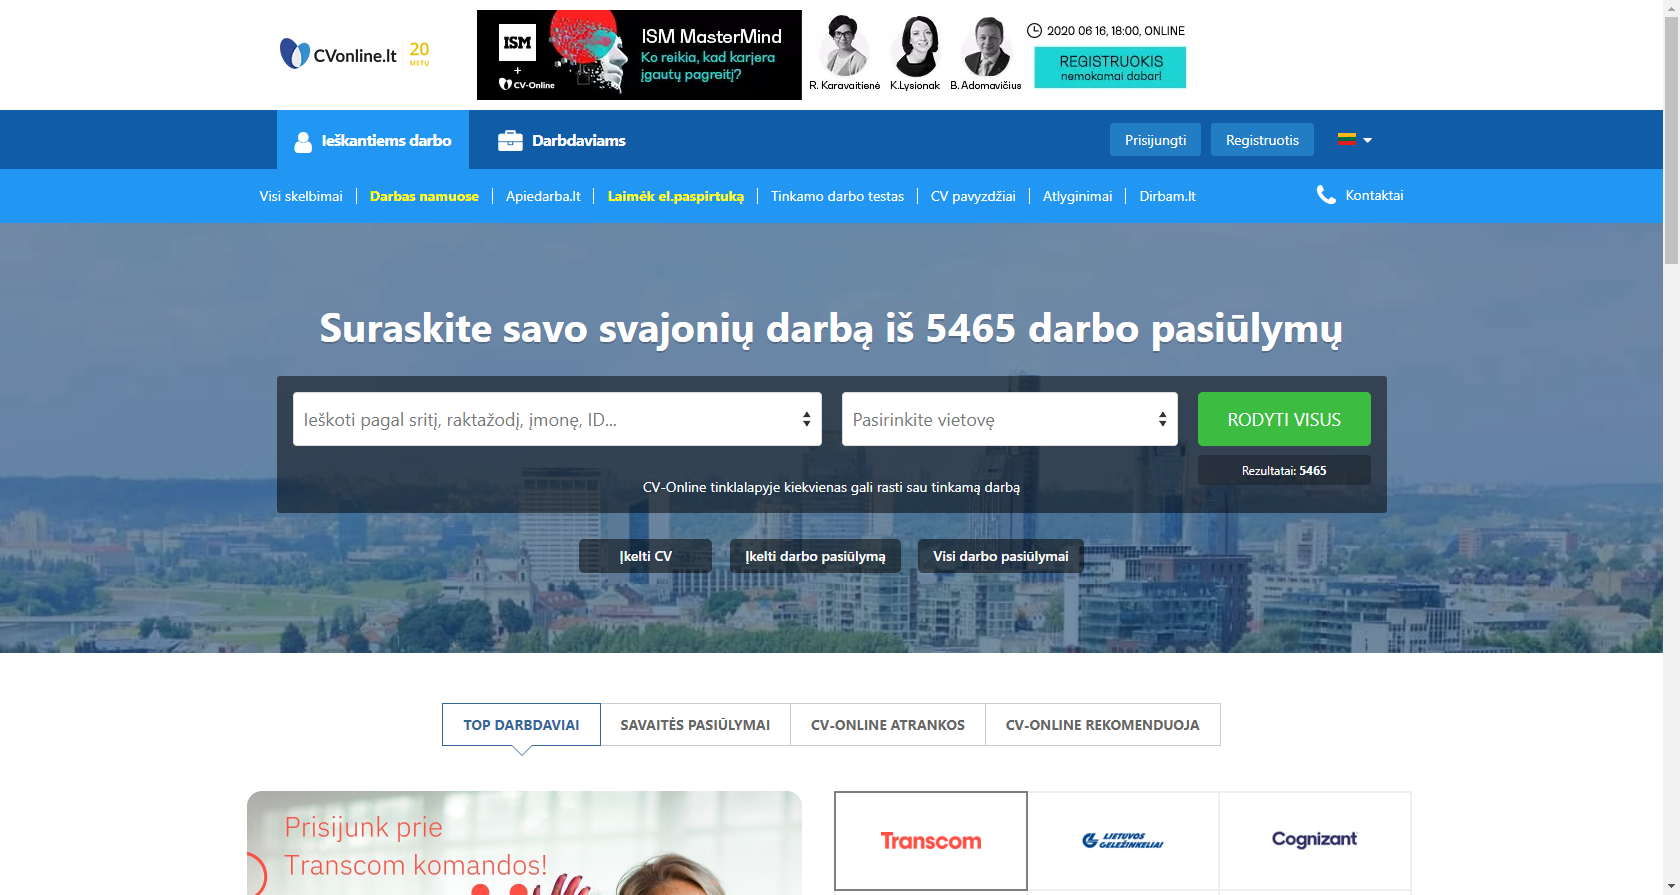 CVonline.lt
20
METŲ
ISM
+
CV-Online
ISM MasterMind
Ko reikia, kad karjera
įgautų pagreitį?
R. Karavaitienė K.Lysionak B. Adomavičius
2020 06 16, 18:00, ONLINE
REGISTRUOKIS
nemokamai dabar!
Ieškantiems darbo
Darbdaviams
Prisijungti
Registruotis
Visi skelbimai
Darbas namuose
Apiedarba.lt
Laimėk el.paspirtuką
Tinkamo darbo testas
CV pavyzdžiai
Atlyginimai
Dirbam.lt
Kontaktai
Suraskite savo svajonių darbą iš 5465 darbo pasiūlymų
Ieškoti pagal sritį, raktažodį, įmonę, ID...
Pasirinkite vietovę
RODYTI VISUS
Rezultatai: 5465
CV-Online tinklalapyje kiekvienas gali rasti sau tinkamą darbą
Įkelti CV
Įkelti darbo pasiūlymą
Visi darbo pasiūlymai
TOP DARBDAVIAI
SAVAITĖS PASIŪLYMAI
CV-ONLINE ATRANKOS
CV-ONLINE REKOMENDUOJA
Prisijunk prie
Transcom komandos!
Transcom
LIETUVOS
GELEŽINKELIAI
Cognizant